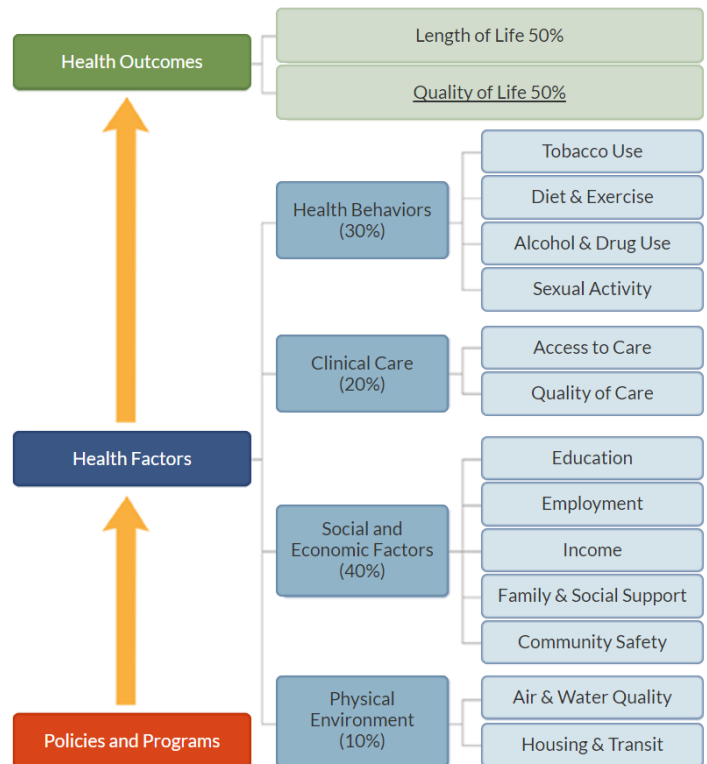 Health Outcomes
Length of Life 50%
Quality of Life 50%
Health Behaviors
(30%)
Tobacco Use
Diet & Exercise
Alcohol & Drug Use
Sexual Activity
Clinical Care
(20%)
Access to Care
Quality of Care
Health Factors
Social and
Economic Factors
(40%)
Education
Employment
Income
Family & Social Support
Community Safety
Physical
Environment
(10%)
Air & Water Quality
Housing & Transit
Policies and Programs